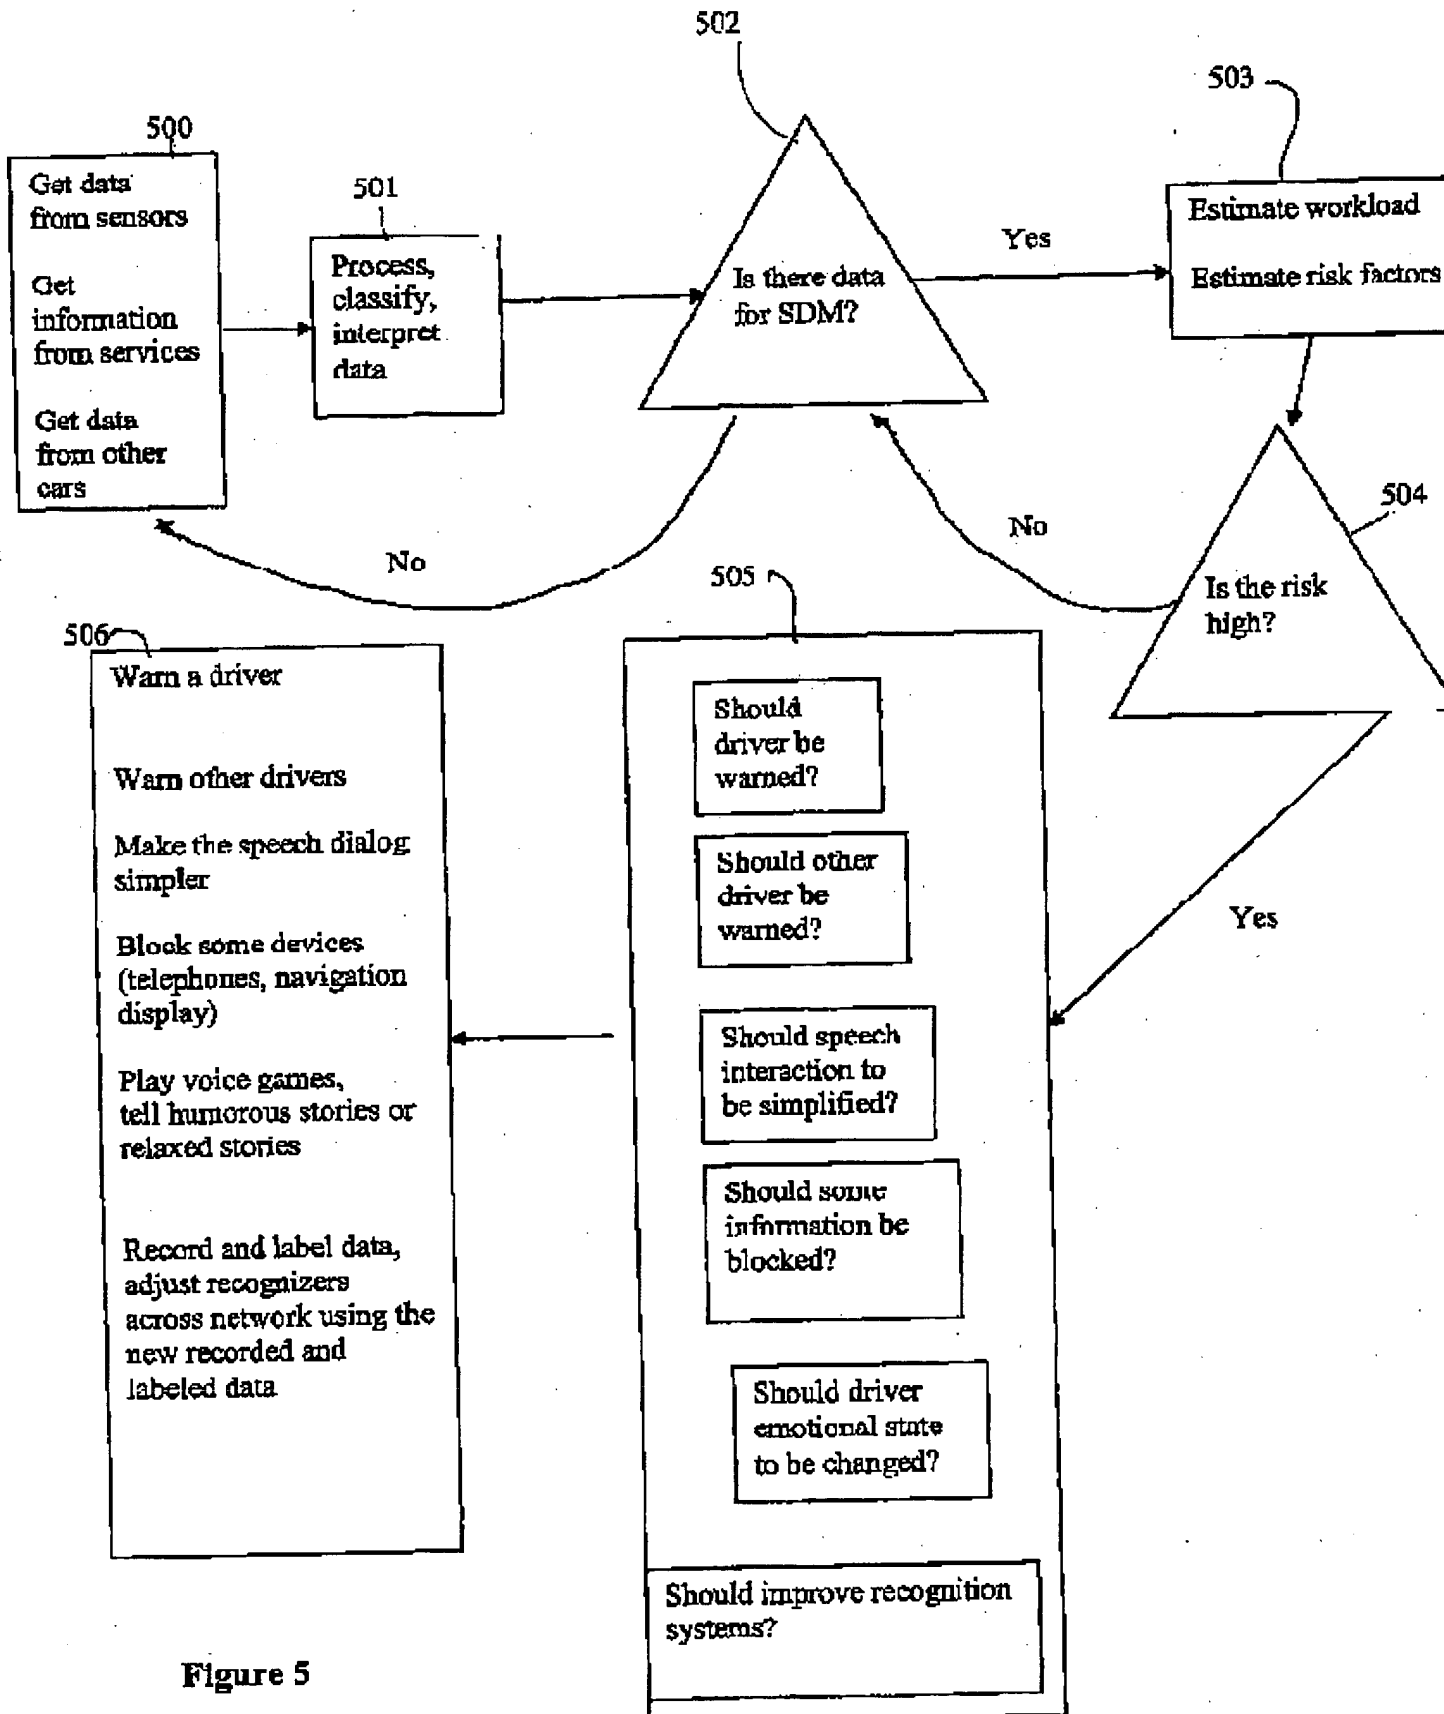 502
503
500
Get data
from sensors
Get
information
from services
Get data
from other
cars
501
Process,
classify,
interpret
data
Is there data
for SDM?
Yes
Estimate workload
Estimate risk factors
No
No
504
Is the risk
high?
Yes
505
Should
driver be
warned?
Should other
driver be
warned?
Should speech
interaction to
be simplified?
Should some
information be
blocked?
Should driver
emotional state
to be changed?
Should improve recognition
systems?
506
Warn a driver
Warn other drivers
Make the speech dialog
simpler
Block some devices
(telephones, navigation
display)
Play voice games,
tell humorous stories or
relaxed stories
Record and label data,
adjust recognizers
across network using the
new recorded and
labeled data
Figure 5